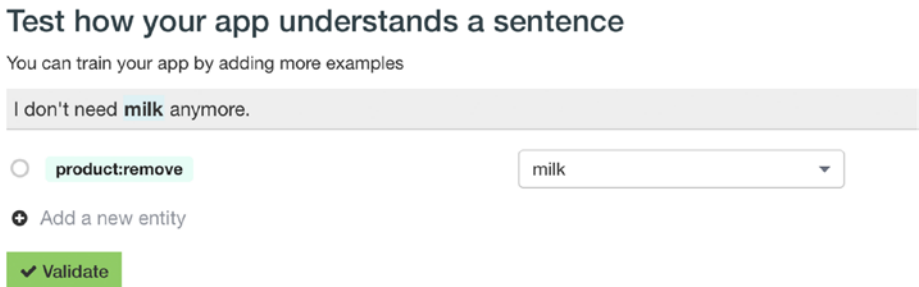 Test how your app understands a sentence
You can train your app by adding more examples
I don't need milk anymore.
product:remove milk
Add a new entity
Validate